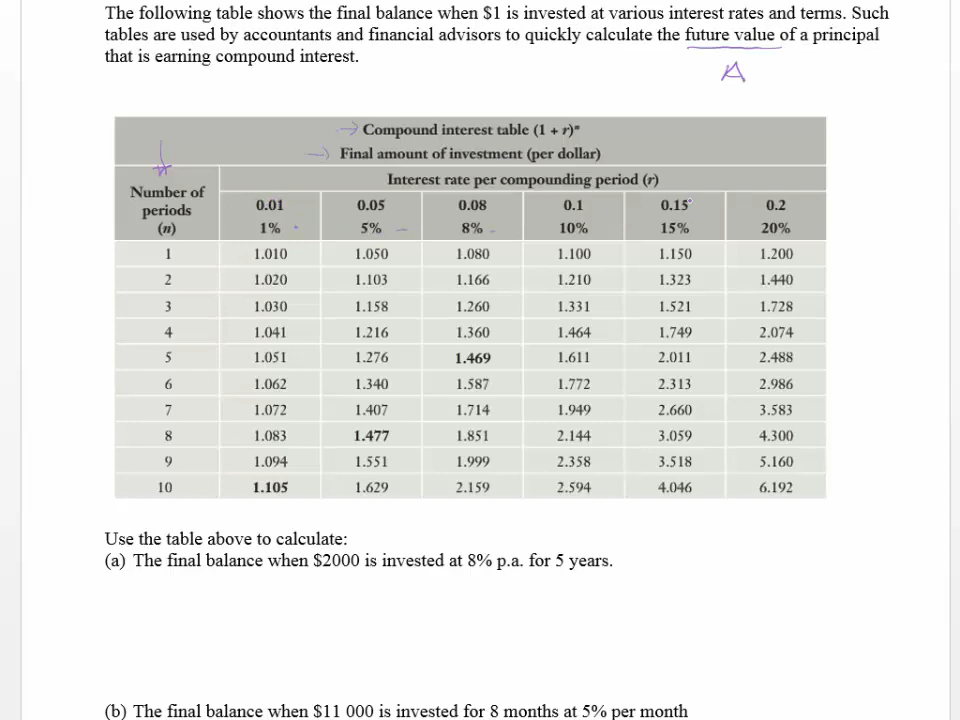 The following table shows the final balance when $1 is invested at various interest rates and terms. Such
tables are used by accountants and financial advisors to quickly calculate the future value of a principal
that is earning compound interest.
A
Compound interest table (1 + r)ⁿ
Final amount of investment (per dollar)
Number of periods (n)
Interest rate per compounding period (r)
0.01 0.05 0.08 0.1 0.15 0.2
1% 5% 8% 10% 15% 20%
1 1.010 1.050 1.080 1.100 1.150 1.200
2 1.020 1.103 1.166 1.210 1.323 1.440
3 1.030 1.158 1.260 1.331 1.521 1.728
4 1.041 1.216 1.360 1.464 1.749 2.074
5 1.051 1.276 1.469 1.611 2.011 2.488
6 1.062 1.340 1.587 1.772 2.313 2.986
7 1.072 1.407 1.714 1.949 2.660 3.583
8 1.083 1.477 1.851 2.144 3.059 4.300
9 1.094 1.551 1.999 2.358 3.518 5.160
10 1.105 1.629 2.159 2.594 4.046 6.192
Use the table above to calculate:
(a) The final balance when $2000 is invested at 8% p.a. for 5 years.
(b) The final balance when $11 000 is invested for 8 months at 5% per month